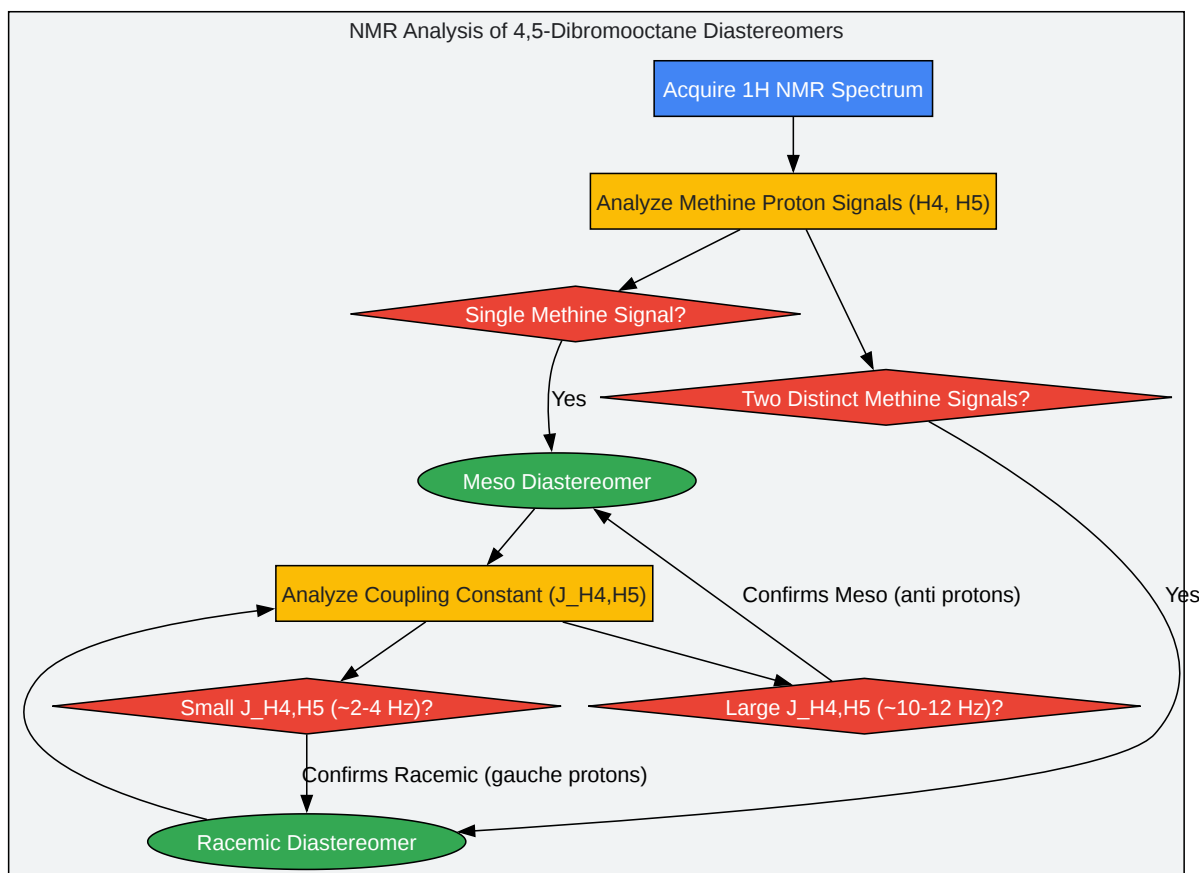 NMR Analysis of 4,5-Dibromooctane Diastereomers
Acquire 1H NMR Spectrum
Analyze Methine Proton Signals (H4, H5)
Single Methine Signal?
Two Distinct Methine Signals?
Yes
Meso Diastereomer
Analyze Coupling Constant (J_H4,H5)
Confirms Meso (anti protons)
Yes
Small J_H4,H5 (~2-4 Hz)?
Large J_H4,H5 (~10-12 Hz)?
Confirms Racemic (gauche protons)
Racemic Diastereomer